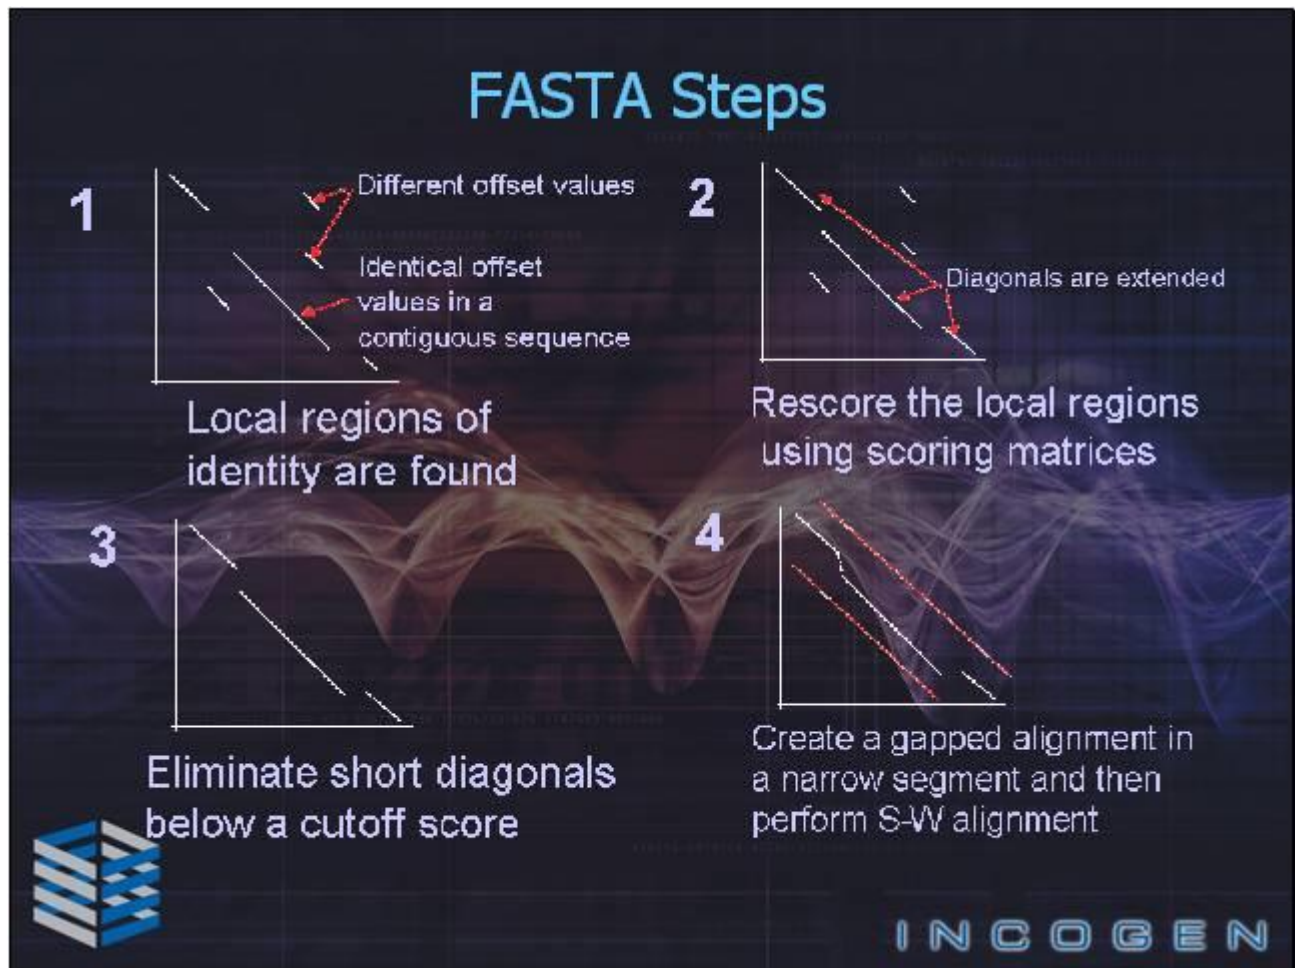 FASTA Steps
1
Different offset values
Identical offset
values in a
contiguous sequence
Local regions of
identity are found
2
Diagonals are extended
Rescore the local regions
using scoring matrices
3
Eliminate short diagonals
below a cutoff score
4
Create a gapped alignment in
a narrow segment and then
perform S-W alignment
INCOGEN